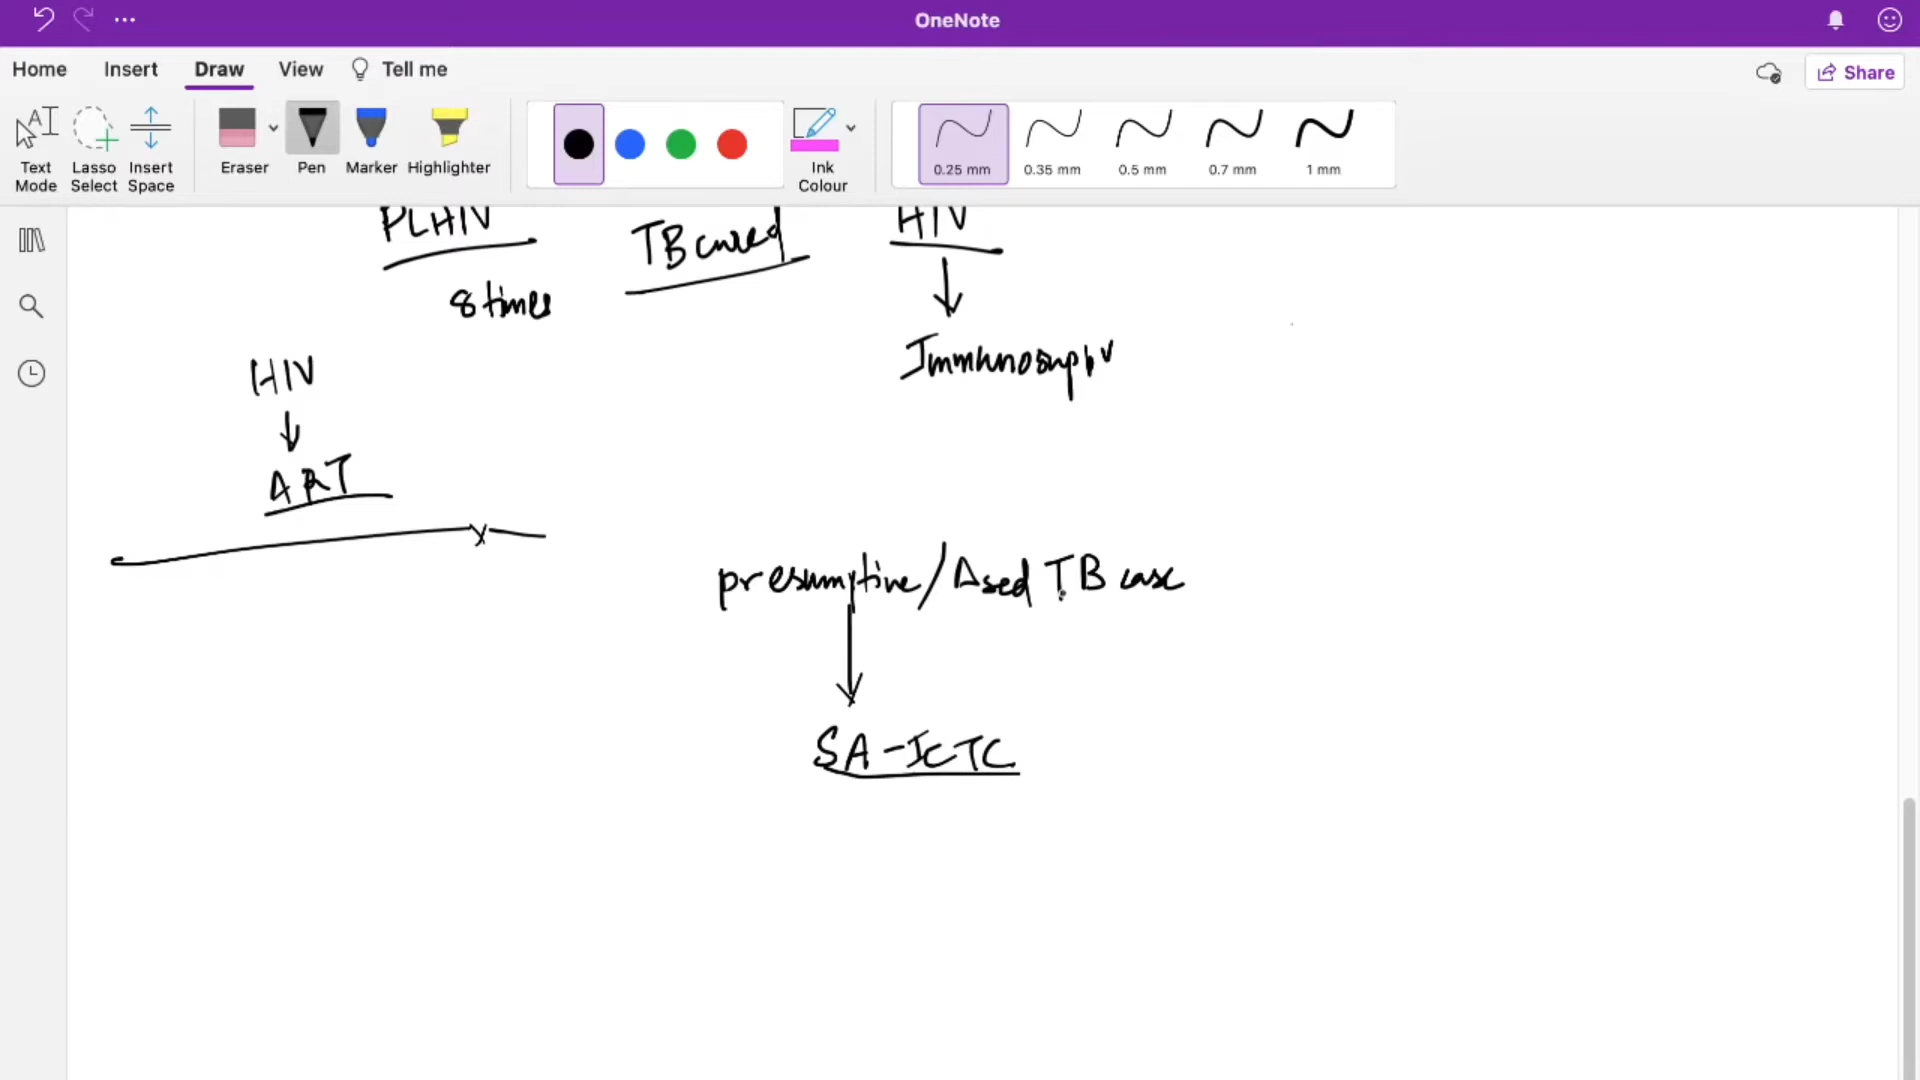 OneNote
Home Insert Draw View Tell me
Share
Text Mode
Lasso Select
Insert Space
Eraser
Pen
Marker
Highlighter
Ink Colour
0.25 mm
0.35 mm
0.5 mm
0.7 mm
1 mm
PLHIV TB cured HIV
8 times
HIV
ART
presumptive/ Δsed TB case
SA-ICTC